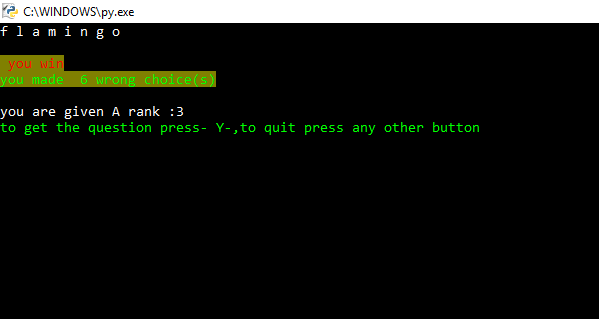 C:\WINDOWS\py.exe
f l a m i n g o
you win
you made  6 wrong choice(s)
you are given A rank :3
to get the question press- Y-,to quit press any other button